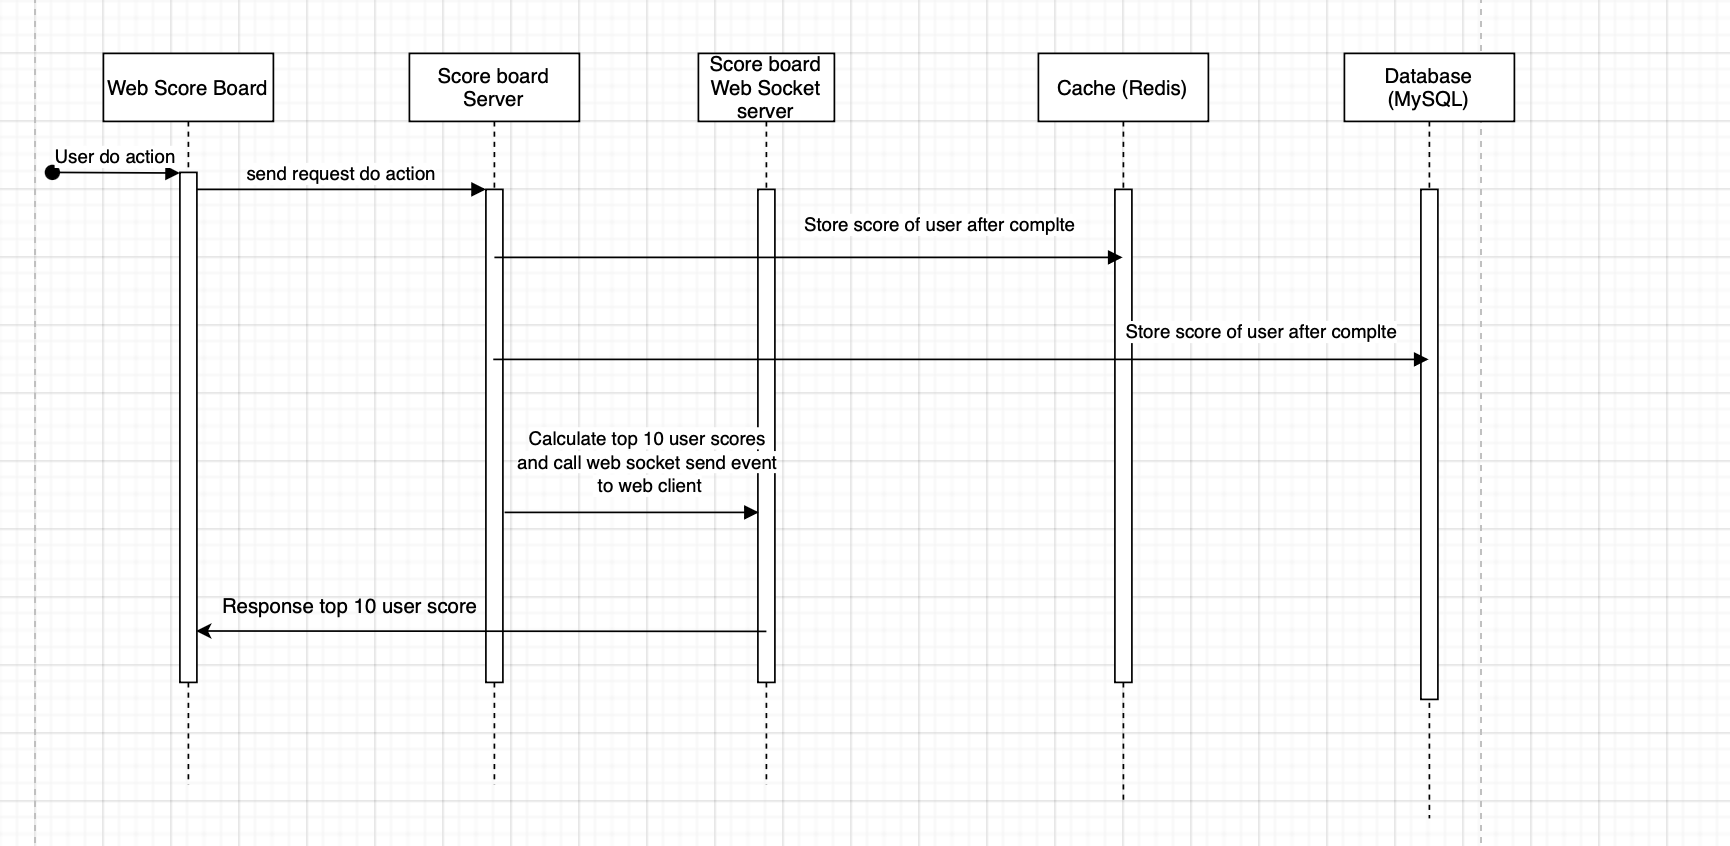 Web Score Board
Score board
Server
Score board
Web Socket
server
Cache (Redis)
Database
(MySQL)
User do action
send request do action
Store score of user after complte
Store score of user after complte
Calculate top 10 user scores
and call web socket send event
to web client
Response top 10 user score